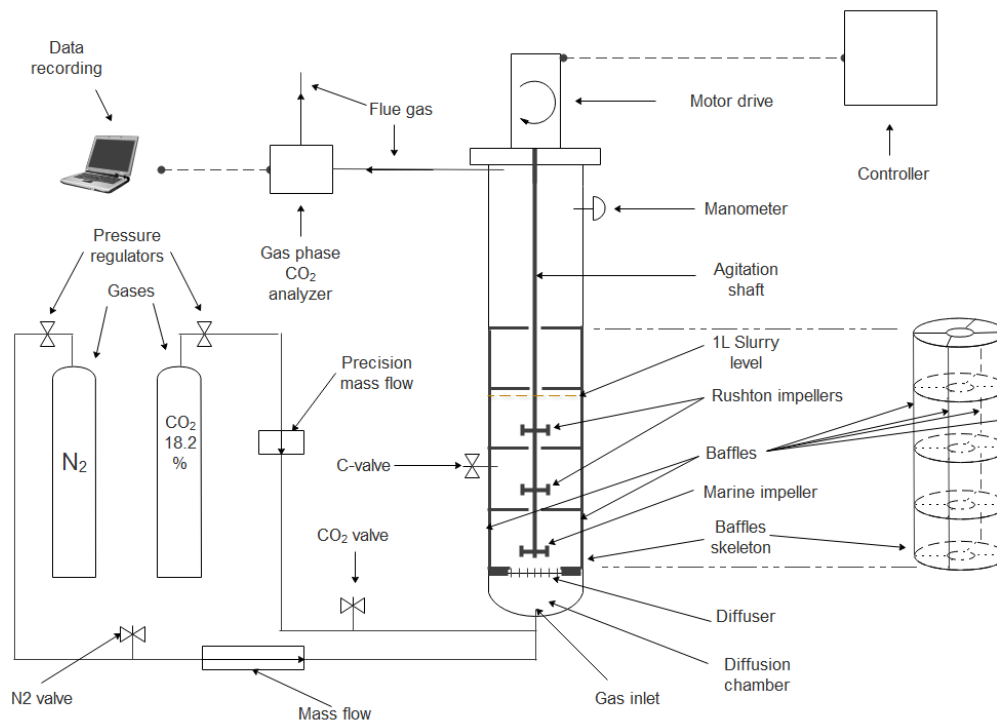 Data
recording
Flue gas
Motor drive
Controller
Manometer
Gas phase
CO₂
analyzer
Pressure
regulators
Gases
Agitation
shaft
1L Slurry
level
Precision
mass flow
Rushton impellers
N₂
CO₂
18.2
%
C-valve
Baffles
Marine impeller
CO₂ valve
Baffles
skeleton
Diffuser
Diffusion
chamber
N2 valve
Mass flow
Gas inlet